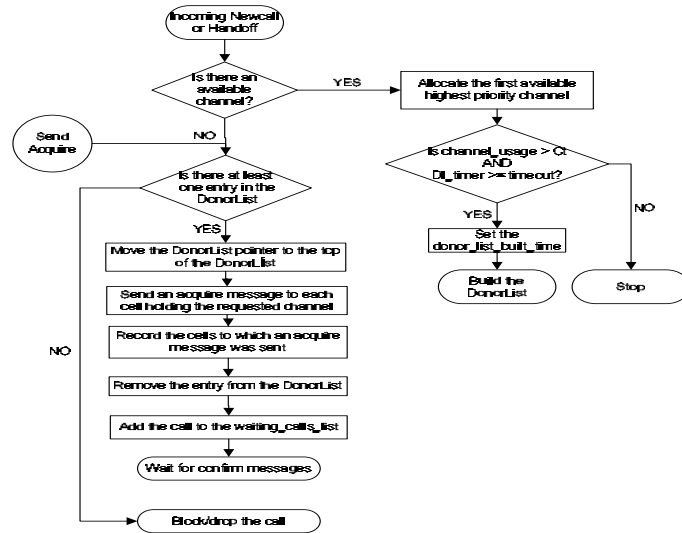 Incoming Newcall
or Handoff
Is there an
available
channel?
YES
Allocate the first available
highest priority channel
Send
Acquire
NO
Is channel_usage > Ct
AND
Dl_timer >= timeout?
Is there at least
one entry in the
DonorList
YES
NO
YES
Set the
donor_list_built_time
Move the DonorList pointer to the top
of the DonorList
Build the
DonorList
Stop
Send an acquire message to each
cell holding the requested channel
Record the cells to which an acquire
message was sent
NO
Remove the entry from the DonorList
Add the call to the waiting_calls_list
Wait for confirm messages
Block/drop the call